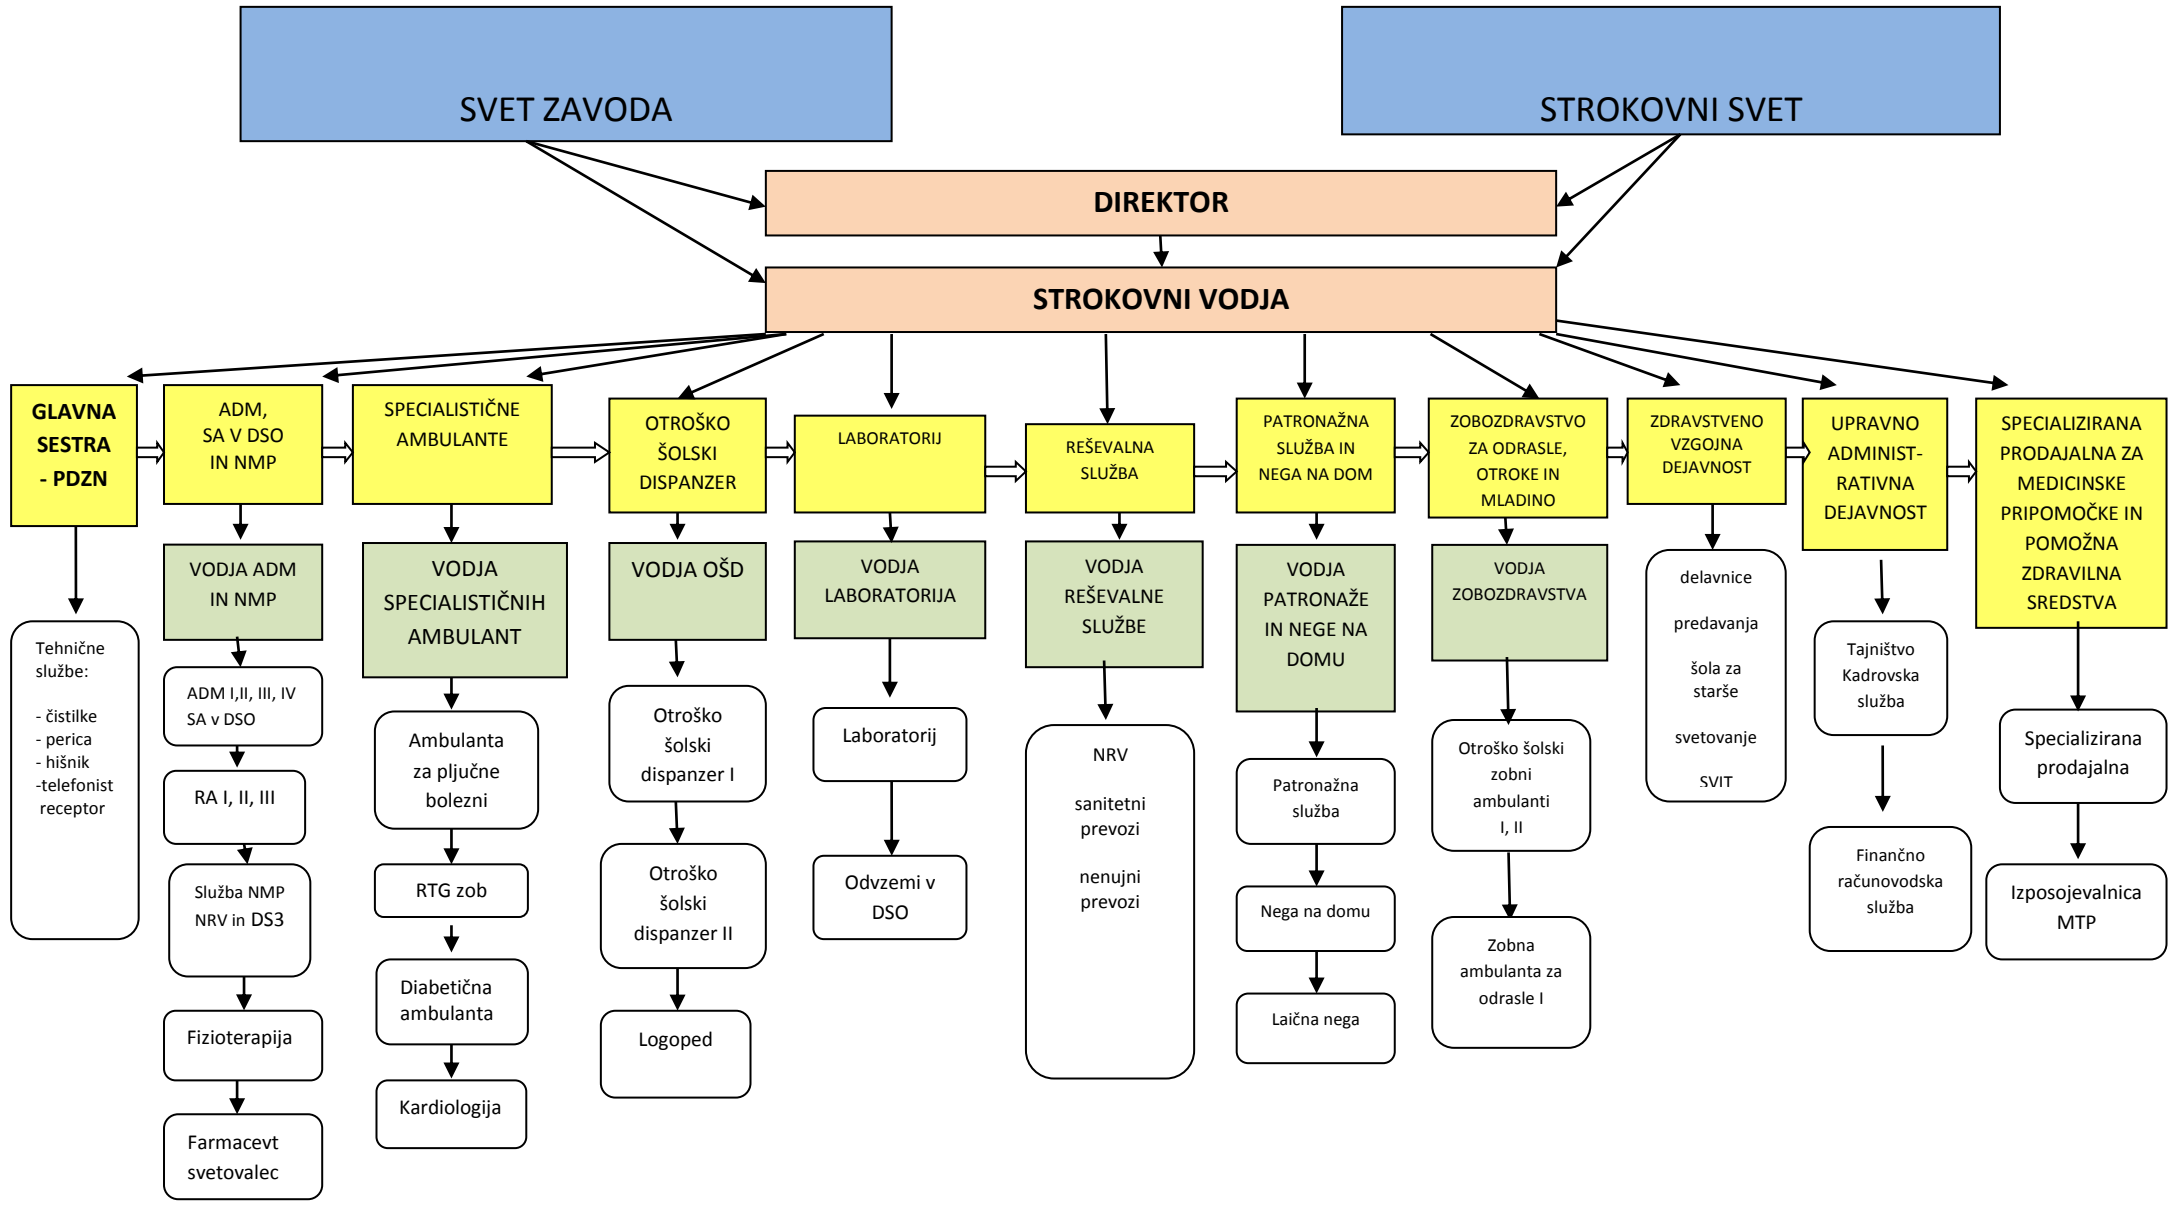 SVET ZAVODA
STROKOVNI SVET
DIREKTOR
STROKOVNI VODJA
GLAVNA
SESTRA
- PDZN
ADM,
SA V DSO
IN NMP
SPECIALISTIČNE
AMBULANTE
OTROŠKO
ŠOLSKI
DISPANZER
LABORATORIJ
REŠEVALNA
SLUŽBA
PATRONAŽNA
SLUŽBA IN
NEGA NA DOM
ZOBOZDRAVSTVO
ZA ODRASLE,
OTROKE IN
MLADINO
ZDRAVSTVENO
VZGOJNA
DEJAVNOST
UPRAVNO
ADMINIST-
RATIVNA
DEJAVNOST
SPECIALIZIRANA
PRODAJALNA ZA
MEDICINSKE
PRIPOMOČKE IN
POMOŽNA
ZDRAVILNA
SREDSTVA
VODJA ADM
IN NMP
VODJA
SPECIALISTIČNIH
AMBULANT
VODJA OŠD
VODJA
LABORATORIJA
VODJA
REŠEVALNE
SLUŽBE
VODJA
PATRONAŽE
IN NEGE NA
DOMU
VODJA
ZOBOZDRAVSTVA
Tehnične
službe:
- čistilke
- perica
- hišnik
-telefonist
receptor
ADM I,II, III, IV
SA v DSO
RA I, II, III
Služba NMP
NRV in DS3
Fizioterapija
Farmacevt
svetovalec
Ambulanta
za pljučne
bolezni
RTG zob
Diabetična
ambulanta
Kardiologija
Otroško
šolski
dispanzer I
Otroško
šolski
dispanzer II
Logoped
Laboratorij
Odvzemi v
DSO
NRV
sanitetni
prevozi
nenujni
prevozi
Patronažna
služba
Nega na domu
Laična nega
Otroško šolski
zobni
ambulanti
I, II
Zobna
ambulanta za
odrasle I
delavnice
predavanja
šola za
starše
svetovanje
SVIT
Tajništvo
Kadrovska
služba
Finančno
računovodska
služba
Specializirana
prodajalna
Izposojevalnica
MTP